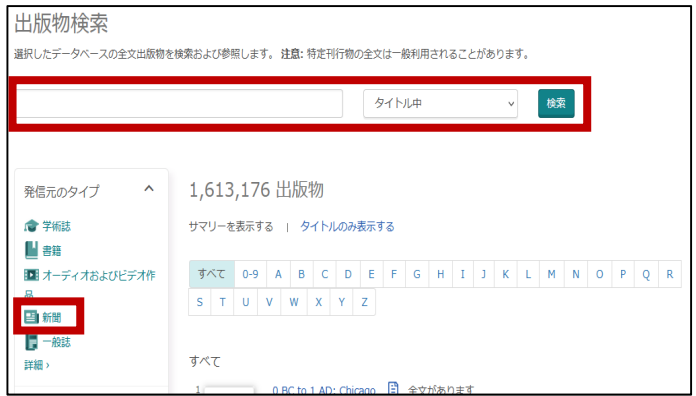 出版物検索
選択したデータベースの全文出版物を検索および参照します。 注意: 特定刊行物の全文は一般利用されることがあります。
タイトル中
検索
発信元のタイプ
学術誌
書籍
オーディオおよびビデオ作
品
新聞
一般誌
詳細 ›
1,613,176 出版物
サマリーを表示する | タイトルのみ表示する
すべて 0-9 A B C D E F G H I J K L M N O P Q R
S T U V W X Y Z
すべて
1 0 BC to 1 AD: Chicago 全文があります